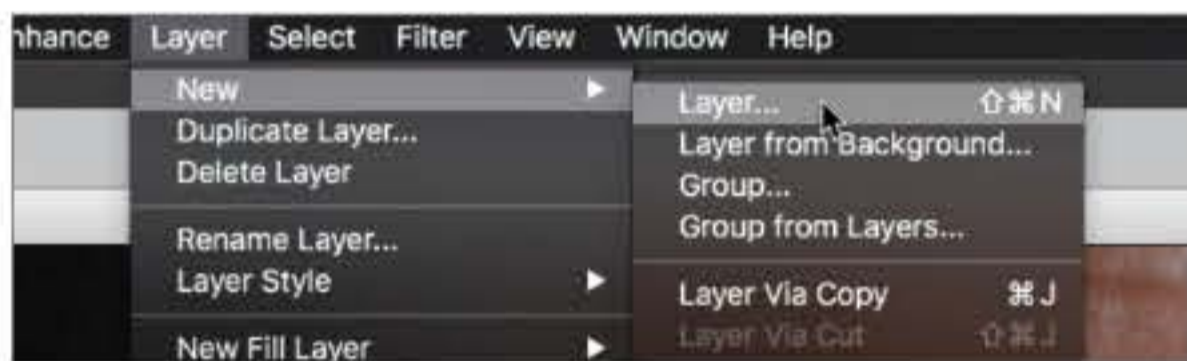 nhance Layer Select Filter View Window Help
New ▶
Duplicate Layer...
Delete Layer
Rename Layer...
Layer Style ▶
New Fill Layer ▶
Layer... ⇧⌘N
Layer from Background...
Group...
Group from Layers...
Layer Via Copy ⌘J
Layer Via Cut ⇧⌘J